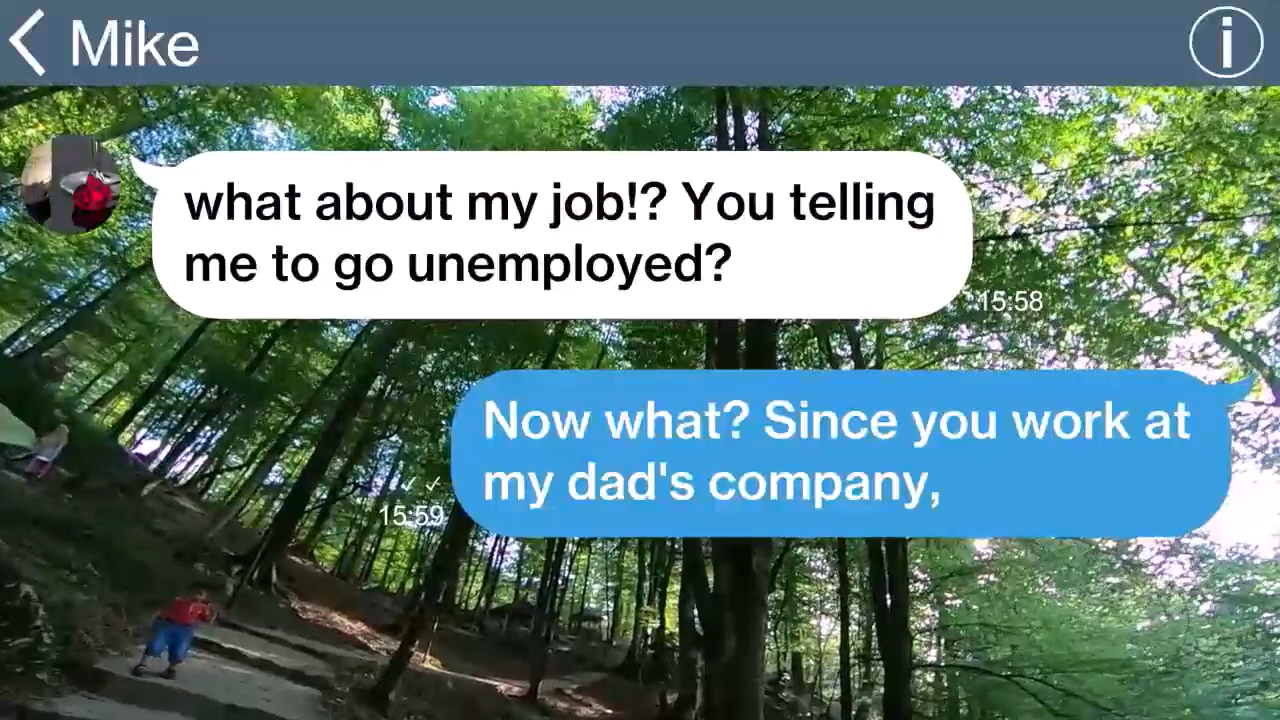 Mike
what about my job!? You telling
me to go unemployed?
15:58
Now what? Since you work at
my dad's company,
15:59